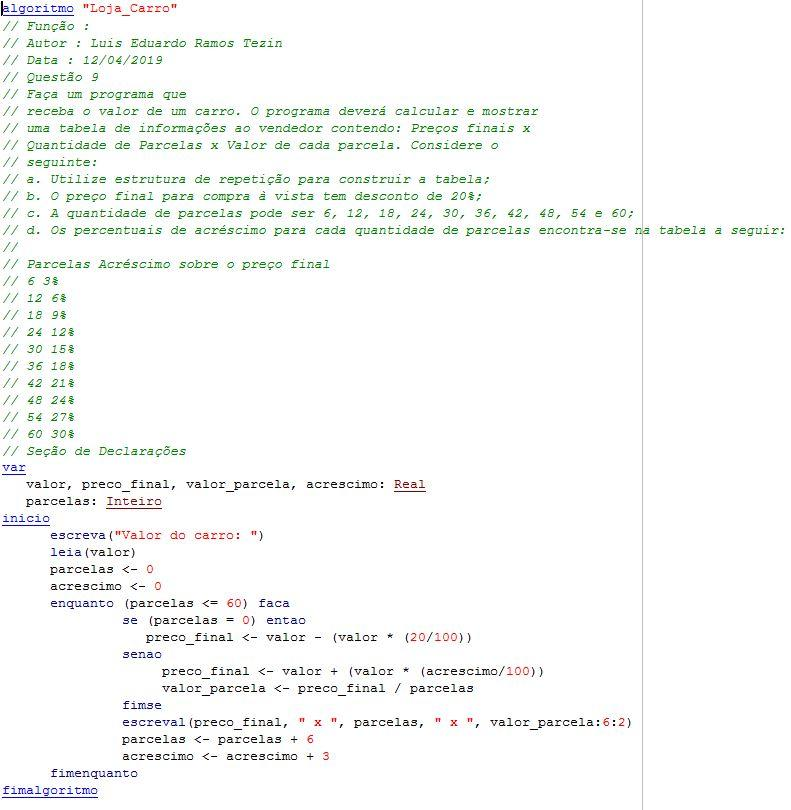 algoritmo "Loja_Carro"
// Função :
// Autor : Luis Eduardo Ramos Tezin
// Data : 12/04/2019
// Questão 9
// Faça um programa que
// receba o valor de um carro. O programa deverá calcular e mostrar
// uma tabela de informações ao vendedor contendo: Preços finais x
// Quantidade de Parcelas x Valor de cada parcela. Considere o
// seguinte:
// a. Utilize estrutura de repetição para construir a tabela;
// b. O preço final para compra à vista tem desconto de 20%;
// c. A quantidade de parcelas pode ser 6, 12, 18, 24, 30, 36, 42, 48, 54 e 60;
// d. Os percentuais de acréscimo para cada quantidade de parcelas encontra-se na tabela a seguir:
//
// Parcelas Acréscimo sobre o preço final
// 6 3%
// 12 6%
// 18 9%
// 24 12%
// 30 15%
// 36 18%
// 42 21%
// 48 24%
// 54 27%
// 60 30%
// Seção de Declarações
var
valor, preco_final, valor_parcela, acrescimo: Real
parcelas: Inteiro
inicio
escreva("Valor do carro: ")
leia(valor)
parcelas <- 0
acrescimo <- 0
enquanto (parcelas <= 60) faca
se (parcelas = 0) entao
preco_final <- valor - (valor * (20/100))
senao
preco_final <- valor + (valor * (acrescimo/100))
valor_parcela <- preco_final / parcelas
fimse
escreval(preco_final, " x ", parcelas, " x ", valor_parcela:6:2)
parcelas <- parcelas + 6
acrescimo <- acrescimo + 3
fimenquanto
fimalgoritmo